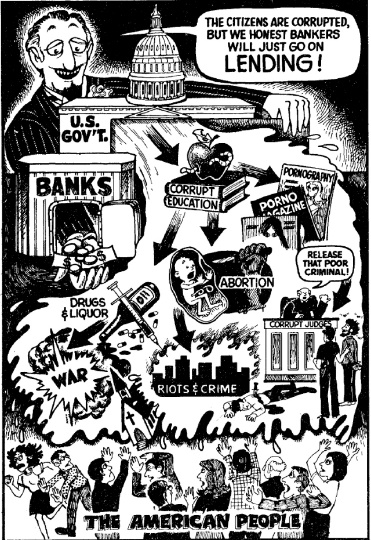 THE CITIZENS ARE CORRUPTED,
BUT WE HONEST BANKERS
WILL JUST GO ON
LENDING!
U.S.
GOV'T.
BANKS
CORRUPT
EDUCATION
PORNOGRAPHY
PORNO
MAGAZINE
RELEASE
THAT POOR
CRIMINAL!
ABORTION
DRUGS
& LIQUOR
CORRUPT JUDGES
WAR
RIOTS & CRIME
THE AMERICAN PEOPLE